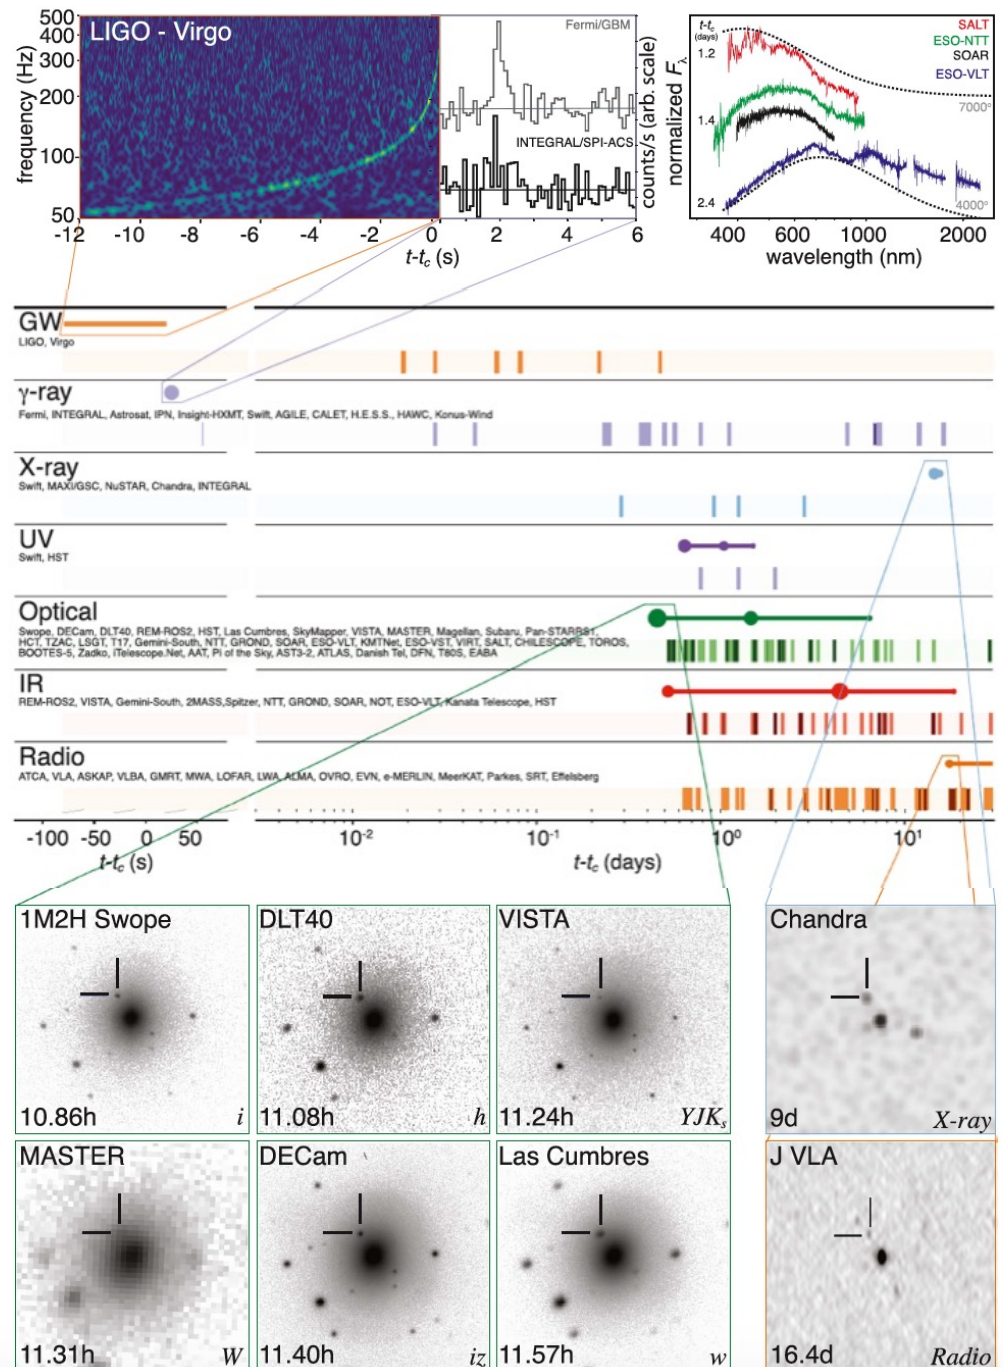 LIGO - Virgo
frequency (Hz)
500
400
300
200
100
50
-12 -10 -8 -6 -4 -2 0 2 4 6
t-tc (s)
Fermi/GBM
INTEGRAL/SPI-ACS
counts/s (arb. scale)
normalized Fλ
t-tc
(days)
1.2
1.4
2.4
SALT
ESO-NTT
SOAR
ESO-VLT
7000°
4000°
400 600 1000 2000
wavelength (nm)
GW
LIGO, Virgo
γ-ray
Fermi, INTEGRAL, Astrosat, IPN, Insight-HXMT, Swift, AGILE, CALET, H.E.S.S., HAWC, Konus-Wind
X-ray
Swift, MAXI/GSC, NuSTAR, Chandra, INTEGRAL
UV
Swift, HST
Optical
Swope, DECam, DLT40, REM-ROS2, HST, Las Cumbres, SkyMapper, VISTA, MASTER, Magellan, Subaru, Pan-STARRS1,
HCT, TZAC, LSGT, T17, Gemini-South, NTT, GROND, SOAR, ESO-VLT, KMTNet, ESO-VST, VIRT, SALT, CHILESCOPE, TOROS,
BOOTES-5, Zadko, iTelescope.Net, AAT, PI of the Sky, AST3-2, ATLAS, Danish Tel, DFN, T80S, EABA
IR
REM-ROS2, VISTA, Gemini-South, 2MASS,Spitzer, NTT, GROND, SOAR, NOT, ESO-VLT, Kanata Telescope, HST
Radio
ATCA, VLA, ASKAP, VLBA, GMRT, MWA, LOFAR, LWA, ALMA, OVRO, EVN, e-MERLIN, MeerKAT, Parkes, SRT, Effelsberg
-100 -50 0 50 10⁻² 10⁻¹ 10⁰ 10¹
t-tc (s) t-tc (days)
1M2H Swope
10.86h i
DLT40
11.08h h
VISTA
11.24h YJKs
Chandra
9d X-ray
MASTER
11.31h W
DECam
11.40h iz
Las Cumbres
11.57h w
J VLA
16.4d Radio